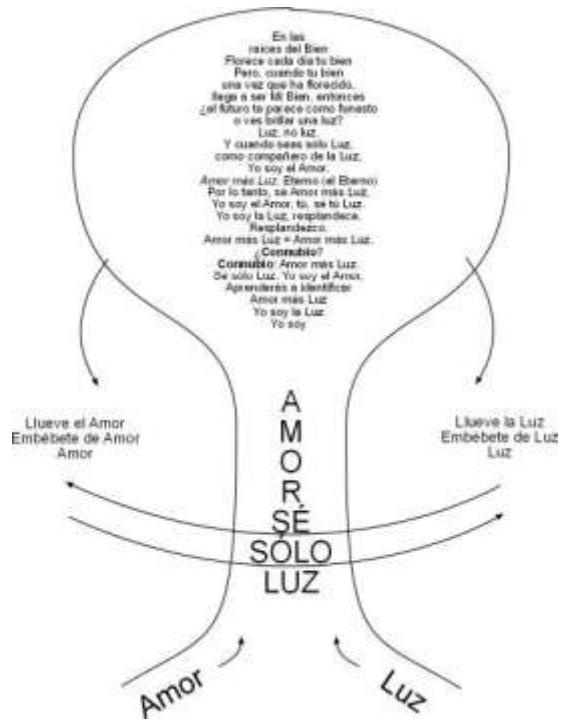 En las
raíces del Bien
Florece cada día tu bien
Pero, cuando tu bien
una vez que ha florecido,
llega a ser Mi Bien, entonces
¿el futuro te parece como funesto
o ves brillar una luz?
Luz, no luz.
Y cuando seas sólo Luz,
como compañero de la Luz,
Yo soy el Amor.
Amor más Luz. Eterno (el Eterno)
Por lo tanto, sé Amor más Luz,
Yo soy el Amor, tú, sé tú Luz.
Yo soy la Luz, resplandece.
Resplandezco.
Amor más Luz = Amor más Luz.
¿Connubio?
Connubio: Amor más Luz.
Sé sólo Luz. Yo soy el Amor.
Aprenderás a identificar
Amor más Luz
Yo soy la Luz
Yo soy
Llueve el Amor
Embébete de Amor
Amor
Llueve la Luz
Embébete de Luz
Luz
A
M
O
R
SÉ
SÓLO
LUZ
Amor
Luz